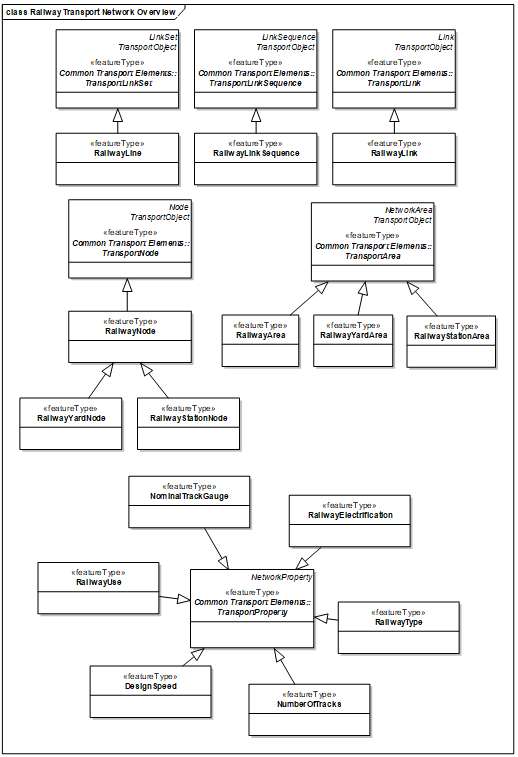 class Railway Transport Network Overview
LinkSet
TransportObject
«featureType»
Common Transport Elements::
TransportLinkSet
LinkSequence
TransportObject
«featureType»
Common Transport Elements::
TransportLinkSequence
Link
TransportObject
«featureType»
Common Transport Elements::
TransportLink
«featureType»
RailwayLine
«featureType»
RailwayLinkSequence
«featureType»
RailwayLink
Node
TransportObject
«featureType»
Common Transport Elements::
TransportNode
NetworkArea
TransportObject
«featureType»
Common Transport Elements::
TransportArea
«featureType»
RailwayNode
«featureType»
RailwayArea
«featureType»
RailwayYardArea
«featureType»
RailwayStationArea
«featureType»
RailwayYardNode
«featureType»
RailwayStationNode
«featureType»
NominalTrackGauge
«featureType»
RailwayElectrification
«featureType»
RailwayUse
NetworkProperty
«featureType»
Common Transport Elements::
TransportProperty
«featureType»
RailwayType
«featureType»
DesignSpeed
«featureType»
NumberOfTracks